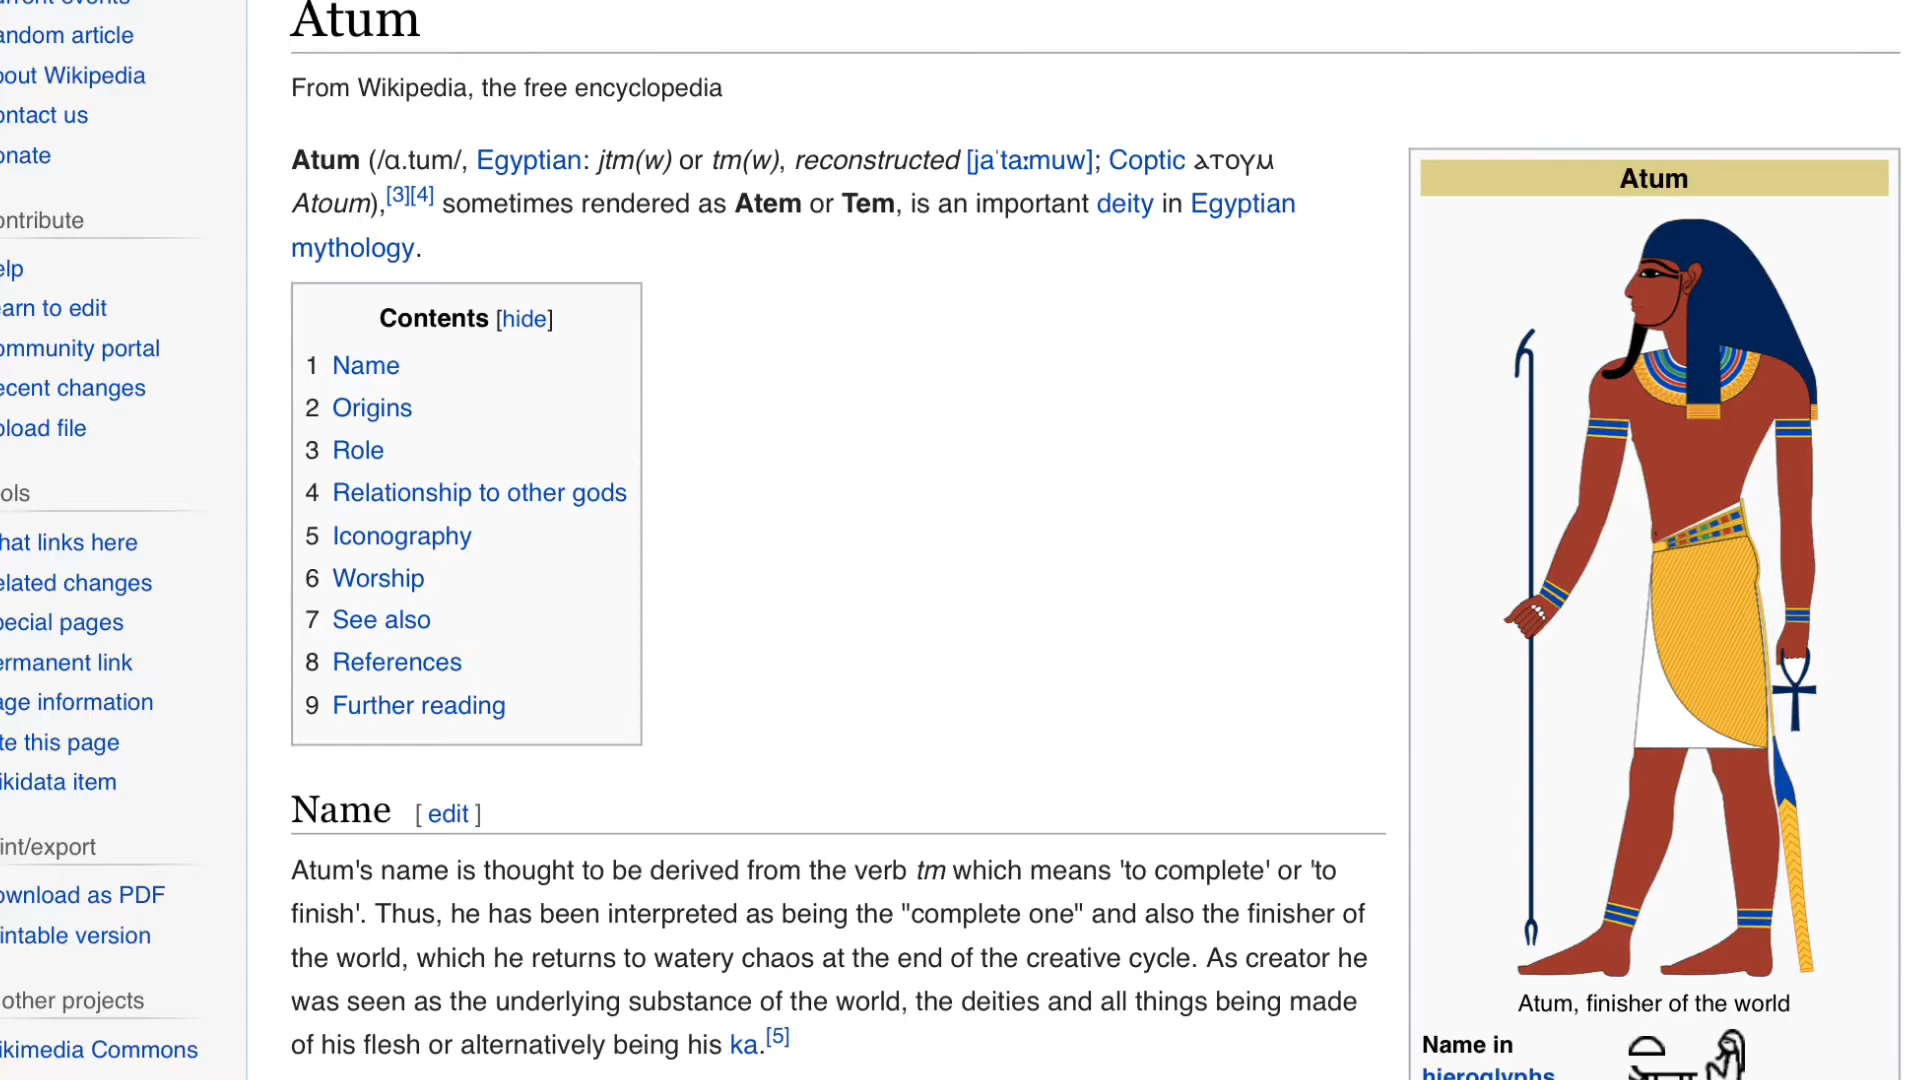 Atum
From Wikipedia, the free encyclopedia
Atum (/ɑ.tum/, Egyptian: jtm(w) or tm(w), reconstructed [jaˈtaːmuw]; Coptic ⲁⲧⲟⲩⲙ
Atoum),[3][4] sometimes rendered as Atem or Tem, is an important deity in Egyptian
mythology.
Contents [hide]
1 Name
2 Origins
3 Role
4 Relationship to other gods
5 Iconography
6 Worship
7 See also
8 References
9 Further reading
Name [ edit ]
Atum's name is thought to be derived from the verb tm which means 'to complete' or 'to
finish'. Thus, he has been interpreted as being the "complete one" and also the finisher of
the world, which he returns to watery chaos at the end of the creative cycle. As creator he
was seen as the underlying substance of the world, the deities and all things being made
of his flesh or alternatively being his ka.[5]
andom article
bout Wikipedia
ontact us
onate
ontribute
elp
earn to edit
ommunity portal
ecent changes
pload file
ols
hat links here
elated changes
pecial pages
ermanent link
age information
te this page
ikidata item
int/export
ownload as PDF
intable version
other projects
ikimedia Commons
Atum
Atum, finisher of the world
Name in
hieroglyphs